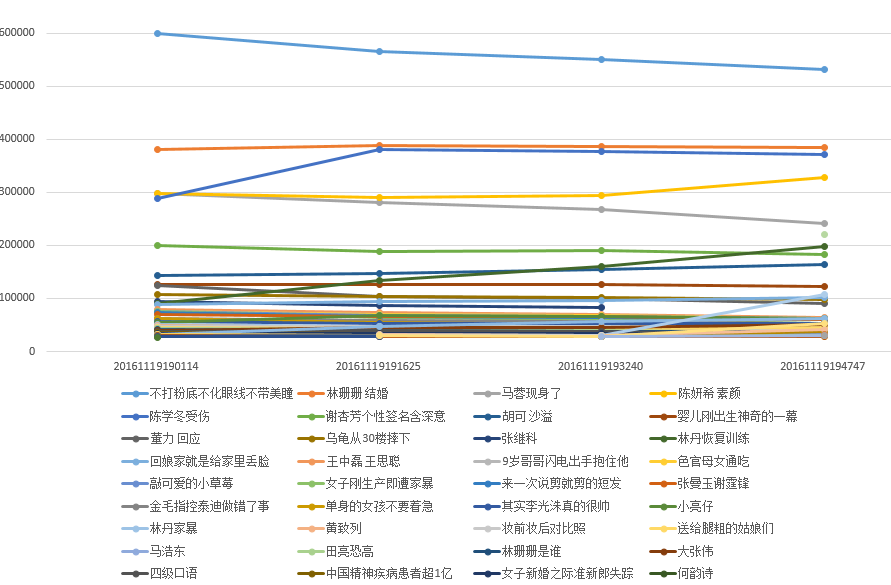 600000
500000
400000
300000
200000
100000
0
20161119190114 20161119191625 20161119193240 20161119194747
不打粉底不化眼线不带美瞳 林珊珊 结婚 马蓉现身了 陈妍希 素颜
陈学冬受伤 谢杏芳个性签名含深意 胡可 沙溢 婴儿刚出生神奇的一幕
董力 回应 乌龟从30楼摔下 张继科 林丹恢复训练
回娘家就是给家里丢脸 王中磊 王思聪 9岁哥哥闪电出手抱住他 色官母女通吃
敲可爱的小草莓 女子刚生产即遭家暴 来一次说剪就剪的短发 张曼玉谢霆锋
金毛指控泰迪做错了事 单身的女孩不要着急 其实李光洙真的很帅 小亮仔
林丹家暴 黄致列 妆前妆后对比照 送给腿粗的姑娘们
马浩东 田亮恐高 林珊珊是谁 大张伟
四级口语 中国精神疾病患者超1亿 女子新婚之际准新郎失踪 何韵诗